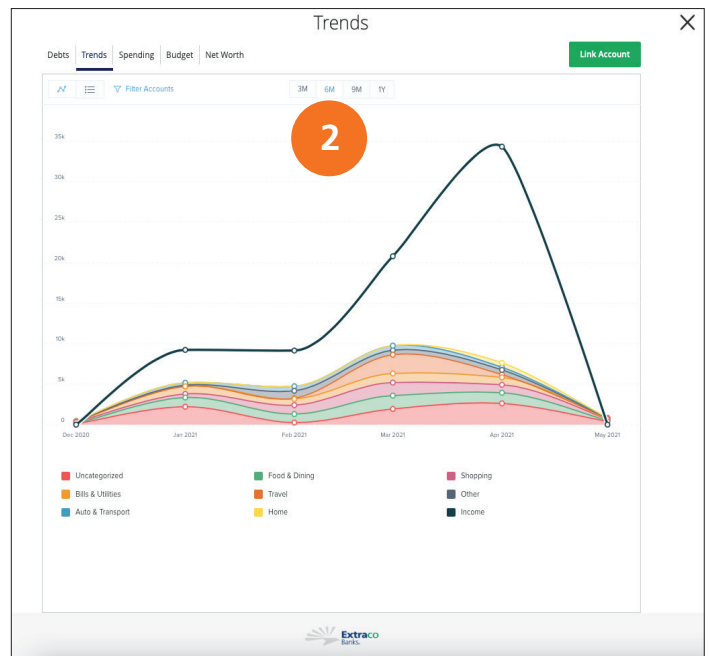 Trends
Debts Trends Spending Budget Net Worth Link Account
Filter Accounts 3M 6M 9M 1Y
2
35k
30k
25k
20k
15k
10k
5k
0
Dec 2020 Jan 2021 Feb 2021 Mar 2021 Apr 2021 May 2021
Uncategorized Food & Dining Shopping
Bills & Utilities Travel Other
Auto & Transport Home Income
Extraco
Banks.